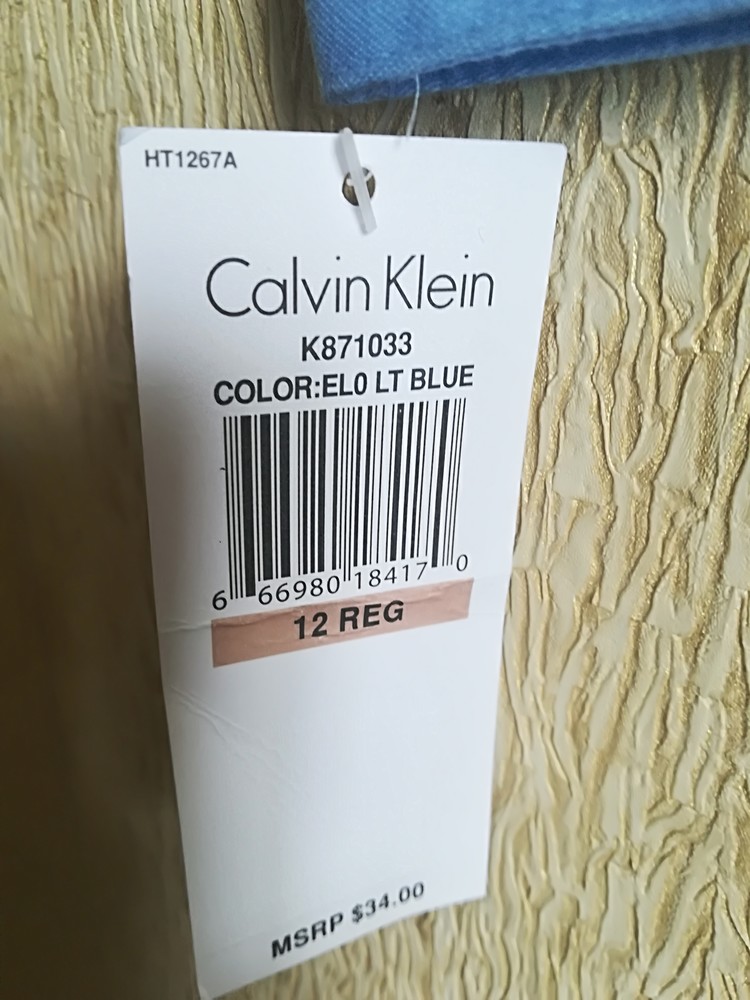 HT1267A
Calvin Klein
K871033
COLOR:EL0 LT BLUE
6 66980 18417 0
12 REG
MSRP $34.00